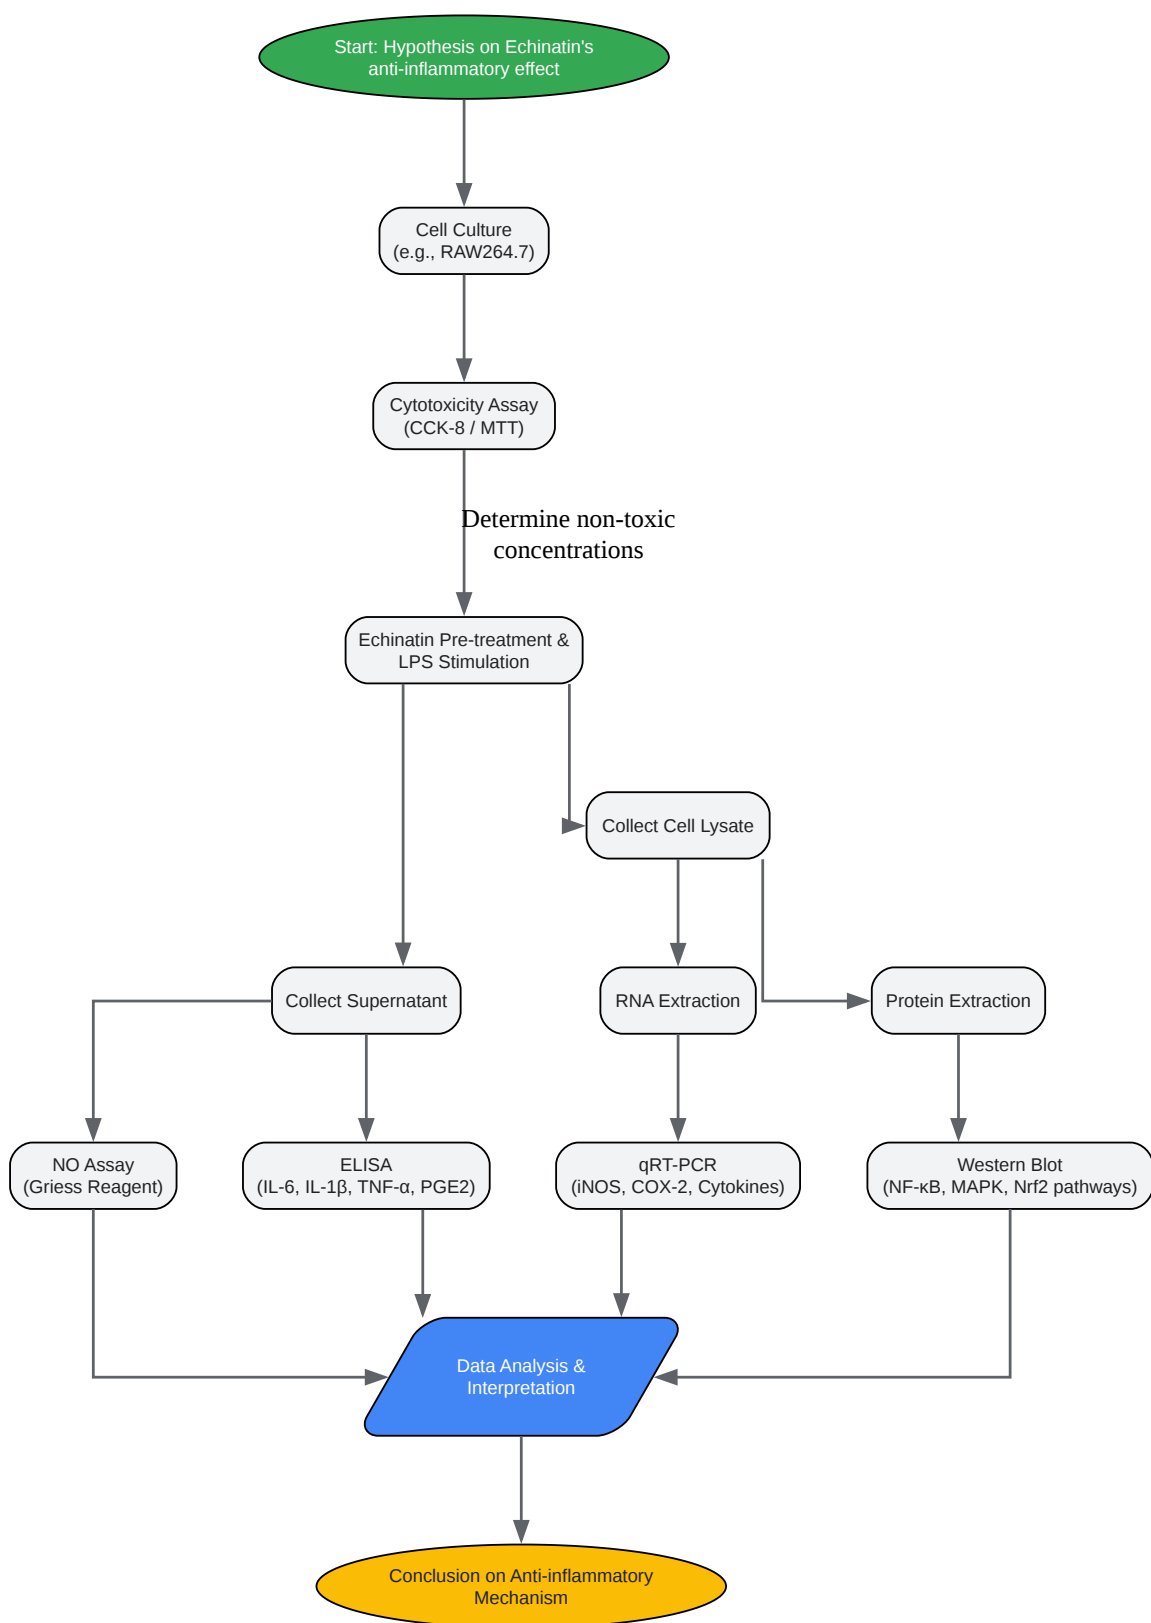 Start: Hypothesis on Echinatin's
anti-inflammatory effect
Cell Culture
(e.g., RAW264.7)
Cytotoxicity Assay
(CCK-8 / MTT)
Determine non-toxic
concentrations
Echinatin Pre-treatment &
LPS Stimulation
Collect Cell Lysate
Collect Supernatant
RNA Extraction
Protein Extraction
NO Assay
(Griess Reagent)
ELISA
(IL-6, IL-1β, TNF-α, PGE2)
qRT-PCR
(iNOS, COX-2, Cytokines)
Western Blot
(NF-κB, MAPK, Nrf2 pathways)
Data Analysis &
Interpretation
Conclusion on Anti-inflammatory
Mechanism